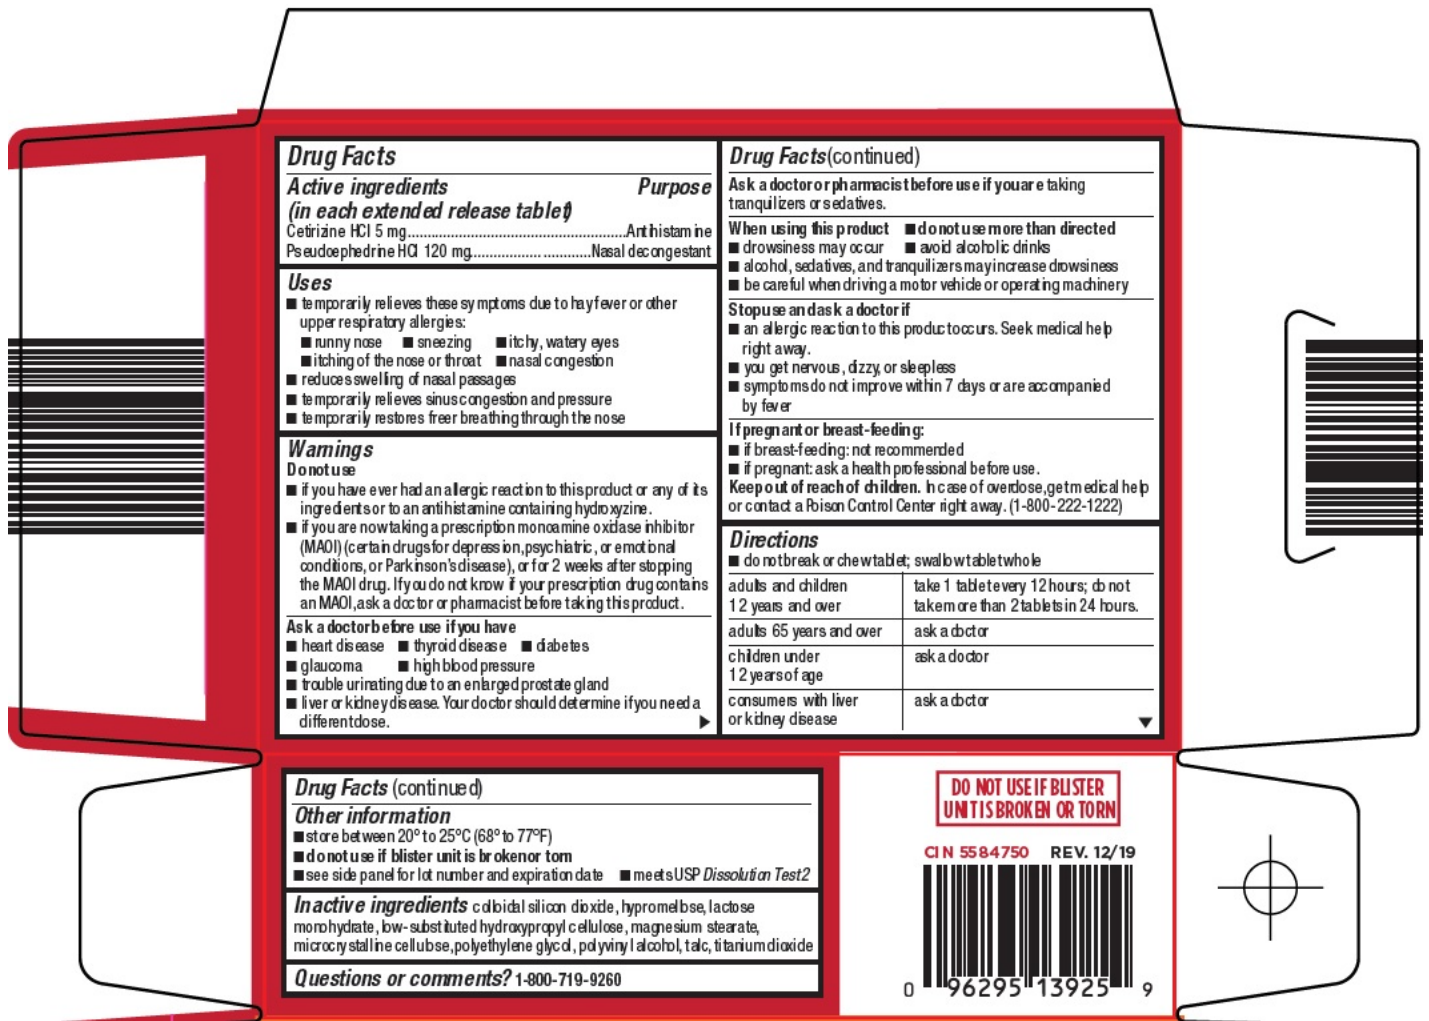 Drug Facts
Active ingredients Purpose
(in each extended release tablet)
Cetirizine HCl 5 mg......................................................Antihistamine
Pseudoephedrine HCl 120 mg..............................Nasal decongestant
Uses
■ temporarily relieves these symptoms due to hay fever or other
upper respiratory allergies:
■ runny nose ■ sneezing ■ itchy, watery eyes
■ itching of the nose or throat ■ nasal congestion
■ reduces swelling of nasal passages
■ temporarily relieves sinus congestion and pressure
■ temporarily restores freer breathing through the nose
Warnings
Do not use
■ if you have ever had an allergic reaction to this product or any of its
ingredients or to an antihistamine containing hydroxyzine.
■ if you are now taking a prescription monoamine oxidase inhibitor
(MAOI) (certain drugs for depression, psychiatric, or emotional
conditions, or Parkinson's disease), or for 2 weeks after stopping
the MAOI drug. If you do not know if your prescription drug contains
an MAOI, ask a doctor or pharmacist before taking this product.
Ask a doctor before use if you have
■ heart disease ■ thyroid disease ■ diabetes
■ glaucoma ■ high blood pressure
■ trouble urinating due to an enlarged prostate gland
■ liver or kidney disease. Your doctor should determine if you need a
different dose.
Drug Facts (continued)
Ask a doctor or pharmacist before use if you are taking
tranquilizers or sedatives.
When using this product ■ do not use more than directed
■ drowsiness may occur ■ avoid alcoholic drinks
■ alcohol, sedatives, and tranquilizers may increase drowsiness
■ be careful when driving a motor vehicle or operating machinery
Stop use and ask a doctor if
■ an allergic reaction to this product occurs. Seek medical help
right away.
■ you get nervous, dizzy, or sleepless
■ symptoms do not improve within 7 days or are accompanied
by fever
If pregnant or breast-feeding:
■ if breast-feeding: not recommended
■ if pregnant: ask a health professional before use.
Keep out of reach of children. In case of overdose, get medical help
or contact a Poison Control Center right away. (1-800-222-1222)
Directions
■ do not break or chew tablet; swallow tablet whole
adults and children take 1 tablet every 12 hours; do not
12 years and over take more than 2 tablets in 24 hours.
adults 65 years and over ask a doctor
children under ask a doctor
12 years of age
consumers with liver ask a doctor
or kidney disease
Drug Facts (continued)
Other information
■ store between 20° to 25°C (68° to 77°F)
■ do not use if blister unit is broken or torn
■ see side panel for lot number and expiration date ■ meets USP Dissolution Test 2
Inactive ingredients colloidal silicon dioxide, hypromellose, lactose
monohydrate, low-substituted hydroxypropyl cellulose, magnesium stearate,
microcrystalline cellulose, polyethylene glycol, polyvinyl alcohol, talc, titanium dioxide
Questions or comments? 1-800-719-9260
DO NOT USE IF BLISTER
UNIT IS BROKEN OR TORN
CIN 5584750 REV. 12/19
0 96295 13925 9